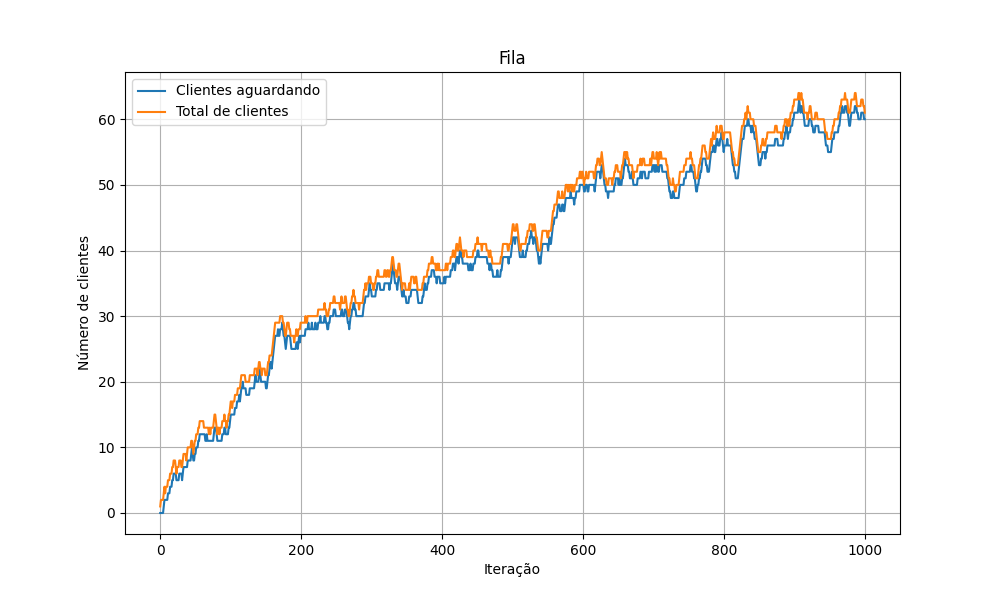 Fila
Clientes aguardando
Total de clientes
Número de clientes
60
50
40
30
20
10
0
0 200 400 600 800 1000
Iteração